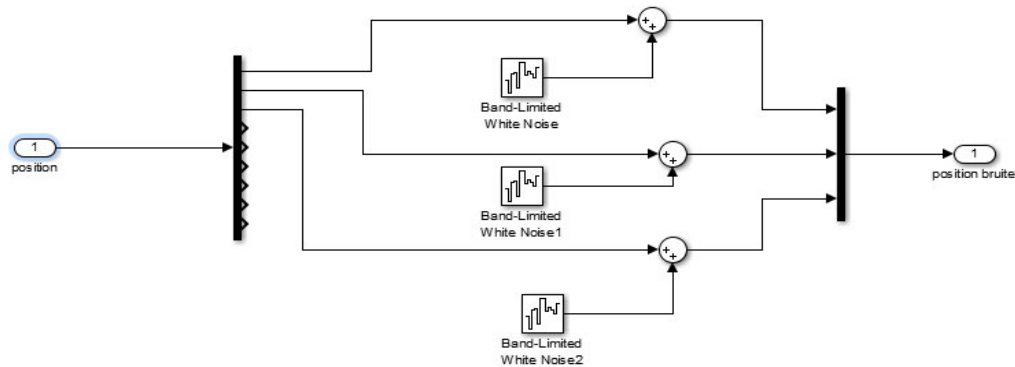 Band-Limited
White Noise
1
position
1
position bruite
Band-Limited
White Noise1
Band-Limited
White Noise2